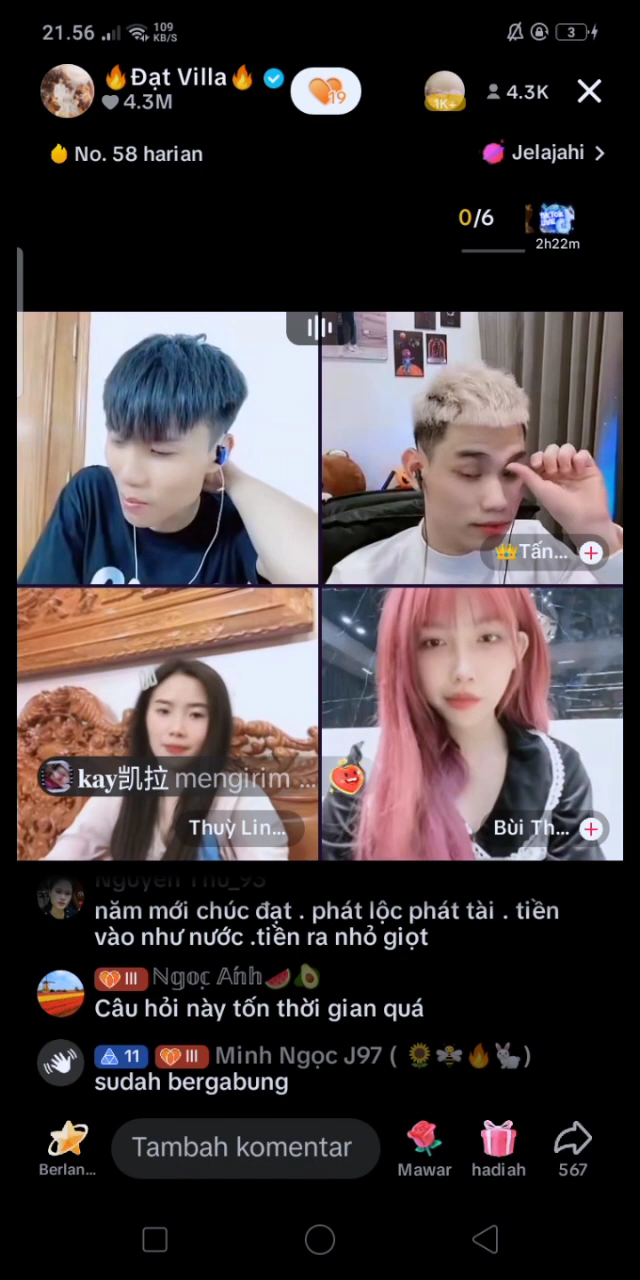 21.56
109
KB/S
3
🔥Đạt Villa🔥
4.3M
19
1K+
4.3K
No. 58 harian
Jelajahi
0/6
2h22m
Tấn...
kay凯拉 mengirim ...
Thuỳ Lin...
Bùi Th...
Nguyen Thu_93
năm mới chúc đạt . phát lộc phát tài . tiền
vào như nước .tiền ra nhỏ giọt
III Ngọc Ánh🍉🥑
Câu hỏi này tốn thời gian quá
11 III Minh Ngọc J97 ( 🌻🐝🔥🐇)
sudah bergabung
Berlan...
Tambah komentar
Mawar
hadiah
567